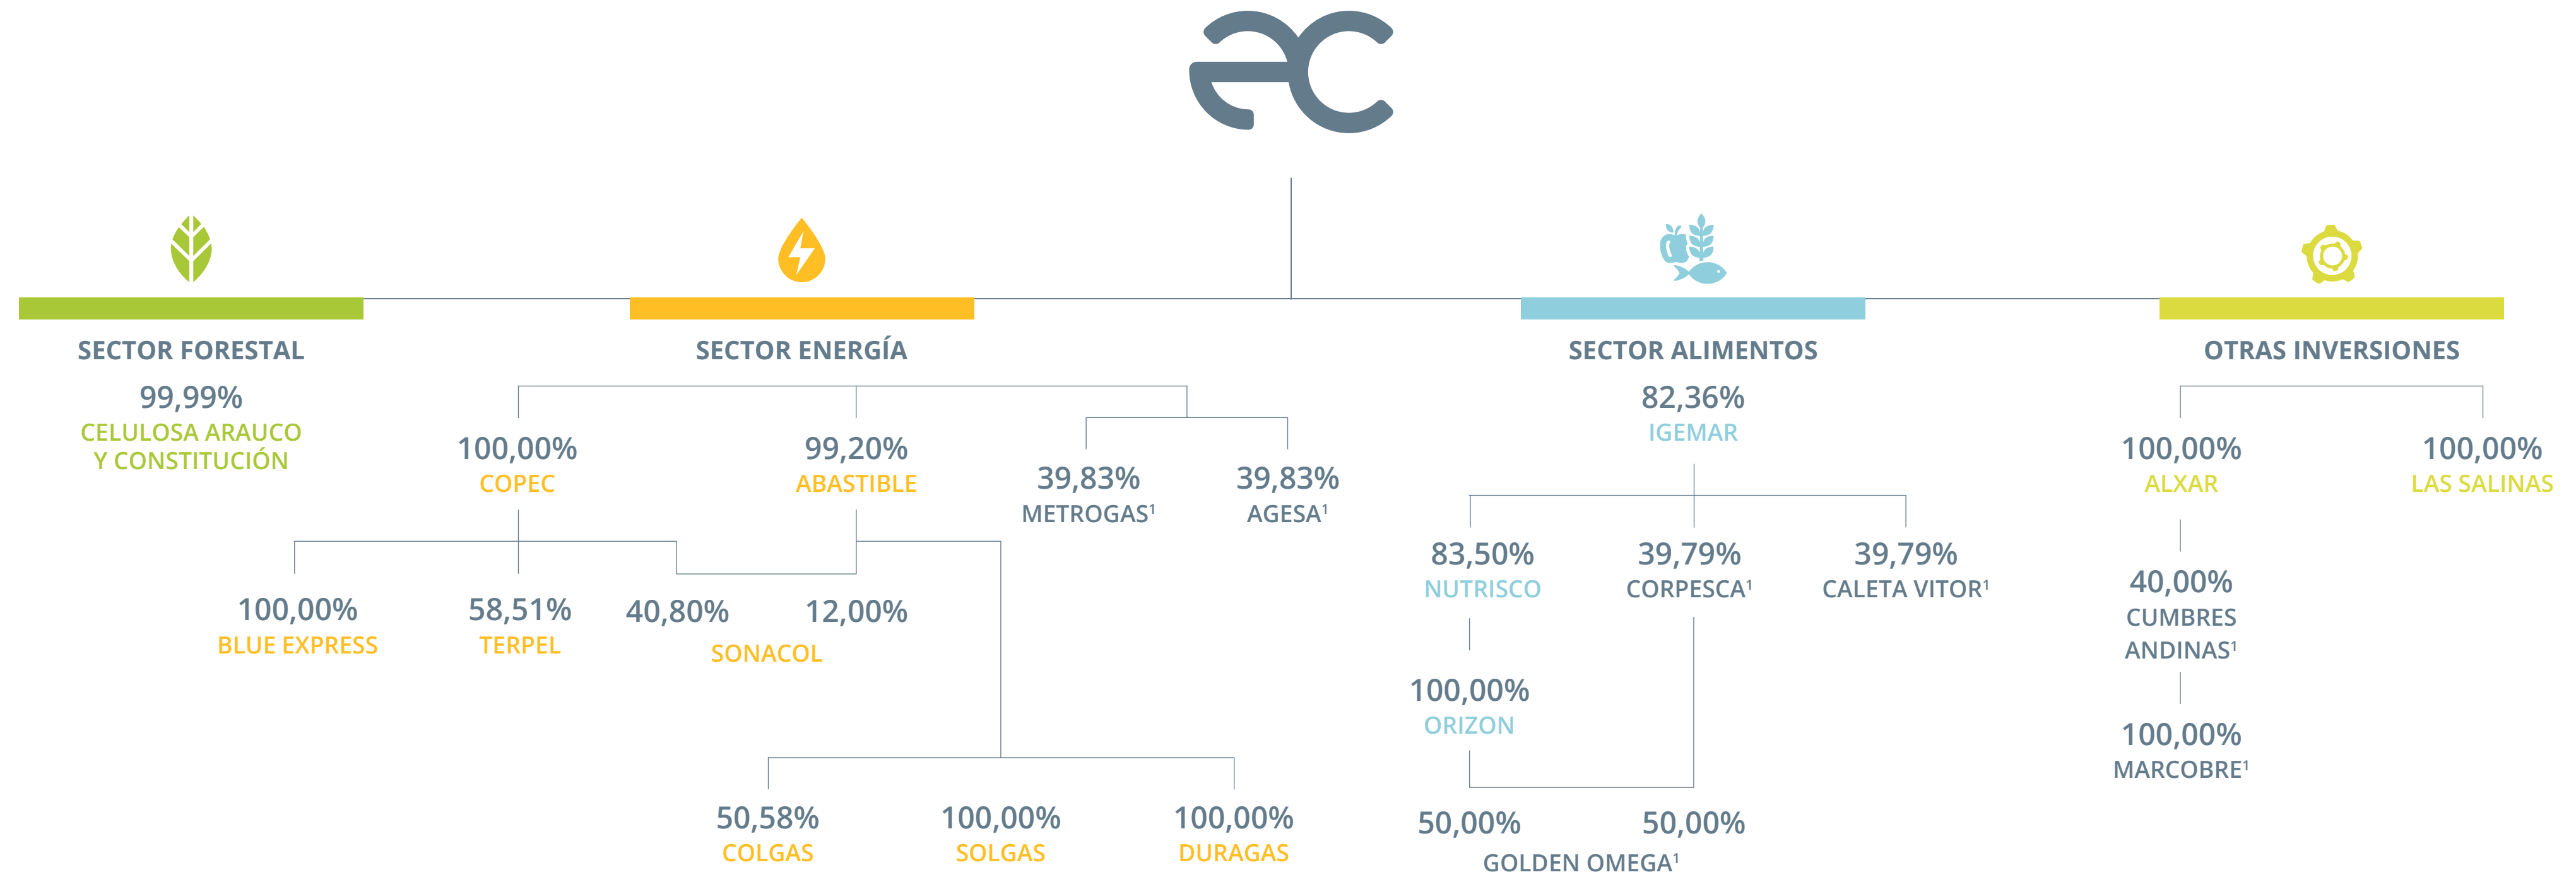 ec
SECTOR FORESTAL
99,99%
CELULOSA ARAUCO
Y CONSTITUCIÓN
SECTOR ENERGÍA
100,00%
COPEC
99,20%
ABASTIBLE
39,83%
METROGAS¹
39,83%
AGESA¹
100,00%
BLUE EXPRESS
58,51%
TERPEL
40,80% 12,00%
SONACOL
50,58%
COLGAS
100,00%
SOLGAS
100,00%
DURAGAS
SECTOR ALIMENTOS
82,36%
IGEMAR
83,50%
NUTRISCO
39,79%
CORPESCA¹
39,79%
CALETA VITOR¹
100,00%
ORIZON
50,00% 50,00%
GOLDEN OMEGA¹
OTRAS INVERSIONES
100,00%
ALXAR
100,00%
LAS SALINAS
40,00%
CUMBRES
ANDINAS¹
100,00%
MARCOBRE¹